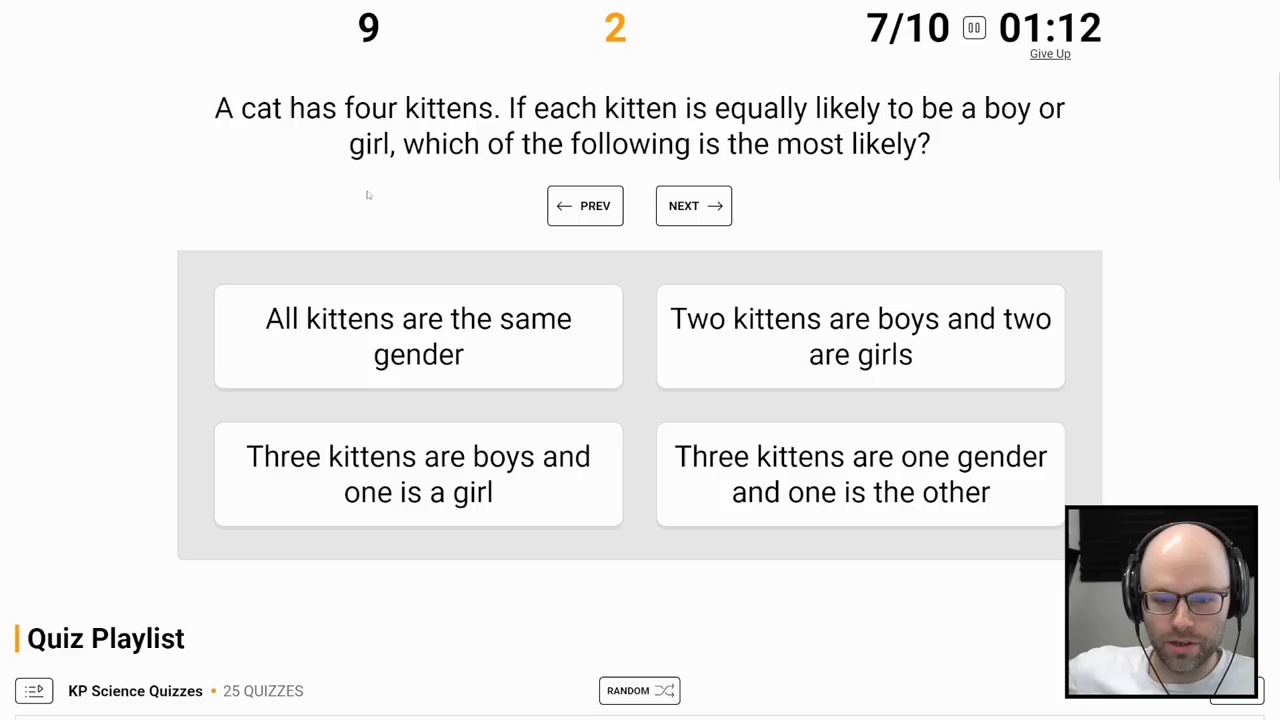 9
2
7/10
01:12
Give Up
A cat has four kittens. If each kitten is equally likely to be a boy or
girl, which of the following is the most likely?
← PREV
NEXT →
All kittens are the same
gender
Two kittens are boys and two
are girls
Three kittens are boys and
one is a girl
Three kittens are one gender
and one is the other
Quiz Playlist
KP Science Quizzes • 25 QUIZZES
RANDOM